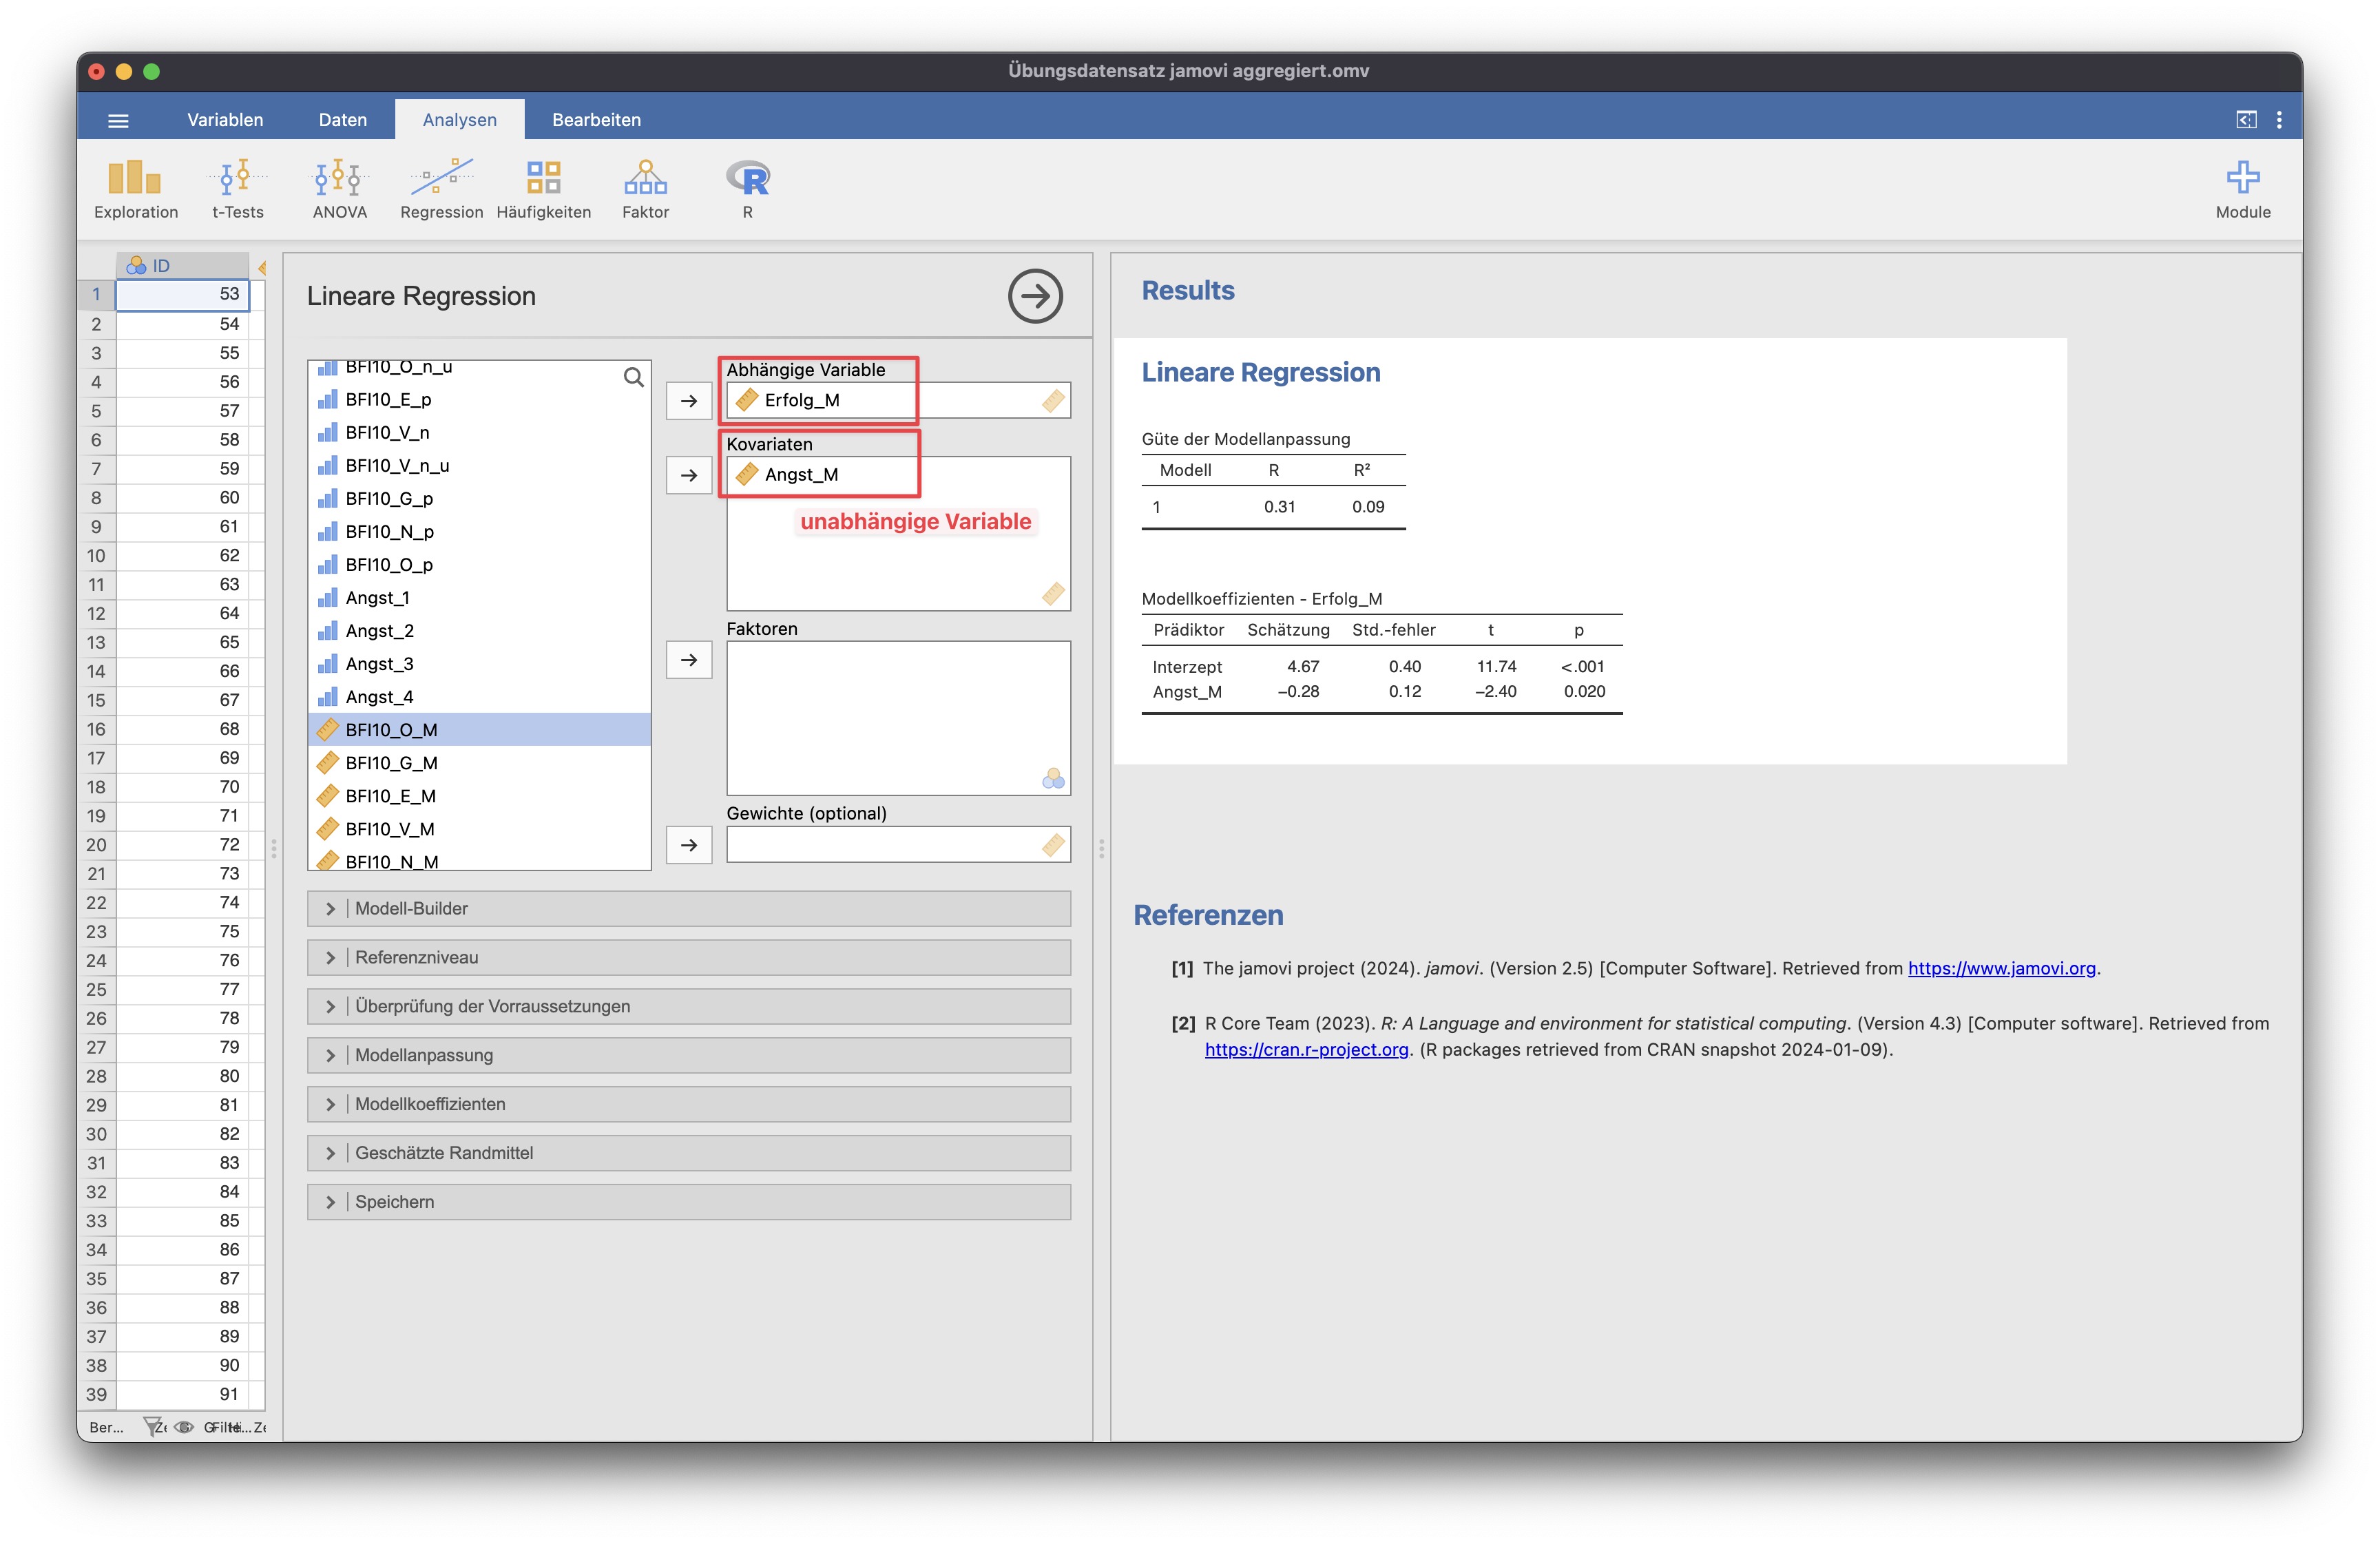 Übungsdatensatz jamovi aggregiert.omv
Variablen Daten Analysen Bearbeiten
Exploration t-Tests ANOVA Regression Häufigkeiten Faktor R Module
ID
1 53
2 54
3 55
4 56
5 57
6 58
7 59
8 60
9 61
10 62
11 63
12 64
13 65
14 66
15 67
16 68
17 69
18 70
19 71
20 72
21 73
22 74
23 75
24 76
25 77
26 78
27 79
28 80
29 81
30 82
31 83
32 84
33 85
34 86
35 87
36 88
37 89
38 90
39 91
Ber...
Lineare Regression
BFI10_O_n_u
BFI10_E_p
BFI10_V_n
BFI10_V_n_u
BFI10_G_p
BFI10_N_p
BFI10_O_p
Angst_1
Angst_2
Angst_3
Angst_4
BFI10_O_M
BFI10_G_M
BFI10_E_M
BFI10_V_M
BFI10_N_M
Abhängige Variable
Erfolg_M
Kovariaten
Angst_M
unabhängige Variable
Faktoren
Gewichte (optional)
Modell-Builder
Referenzniveau
Überprüfung der Vorraussetzungen
Modellanpassung
Modellkoeffizienten
Geschätzte Randmittel
Speichern
Results
Lineare Regression
Güte der Modellanpassung
Modell R R²
1 0.31 0.09
Modellkoeffizienten - Erfolg_M
Prädiktor Schätzung Std.-fehler t p
Interzept 4.67 0.40 11.74 <.001
Angst_M −0.28 0.12 −2.40 0.020
Referenzen
[1] The jamovi project (2024). jamovi. (Version 2.5) [Computer Software]. Retrieved from https://www.jamovi.org.
[2] R Core Team (2023). R: A Language and environment for statistical computing. (Version 4.3) [Computer software]. Retrieved from
https://cran.r-project.org. (R packages retrieved from CRAN snapshot 2024-01-09).